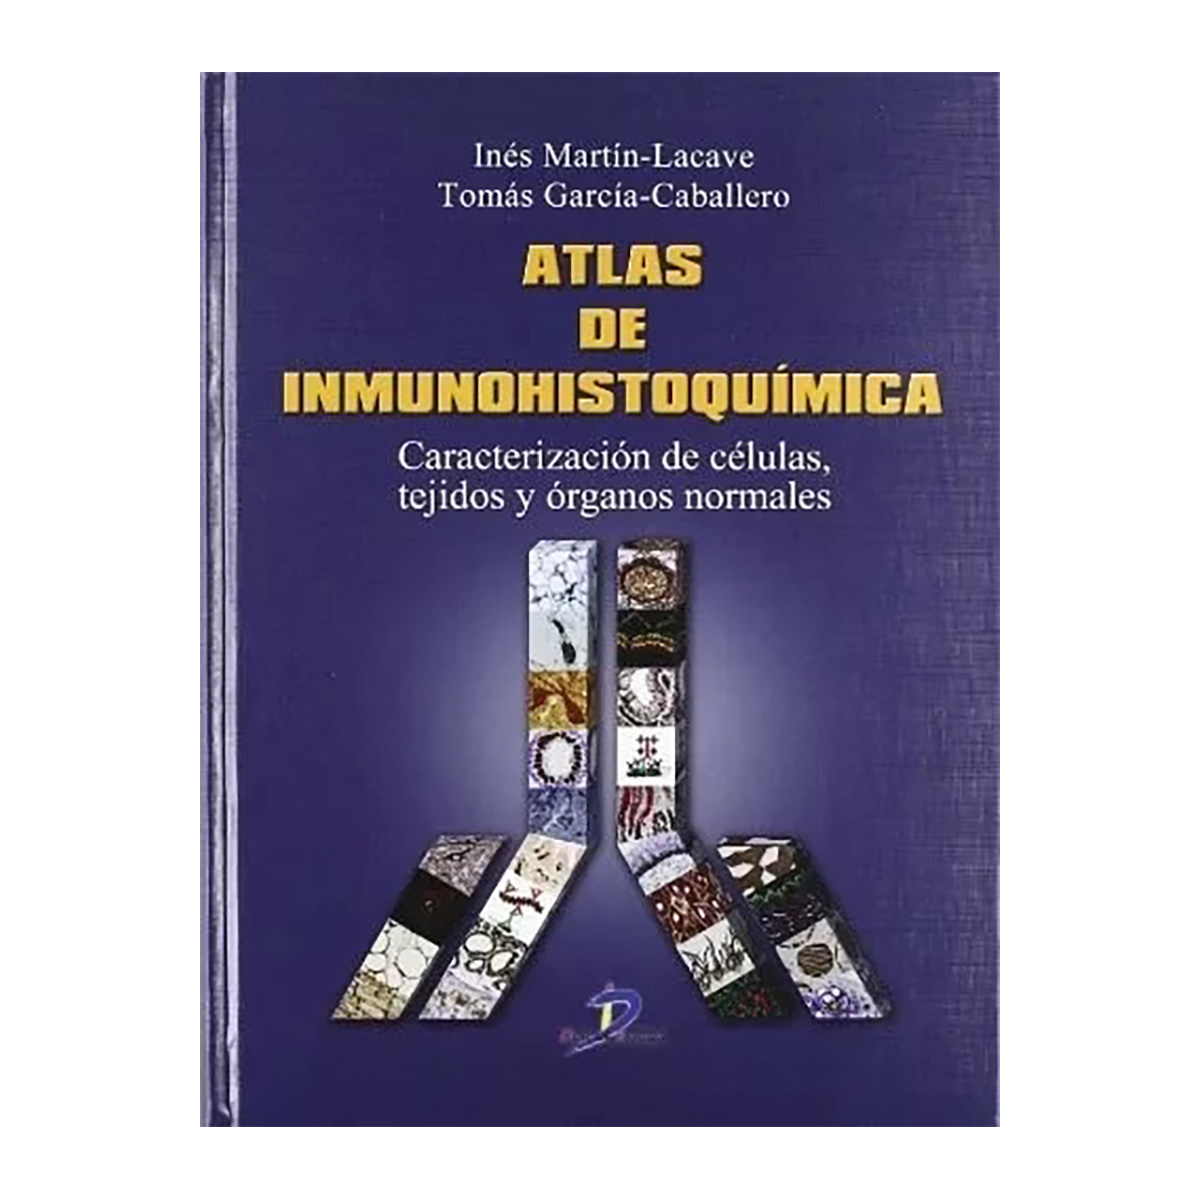 Inés Martín-Lacave
Tomás García-Caballero
ATLAS
DE
INMUNOHISTOQUÍMICA
Caracterización de células,
tejidos y órganos normales